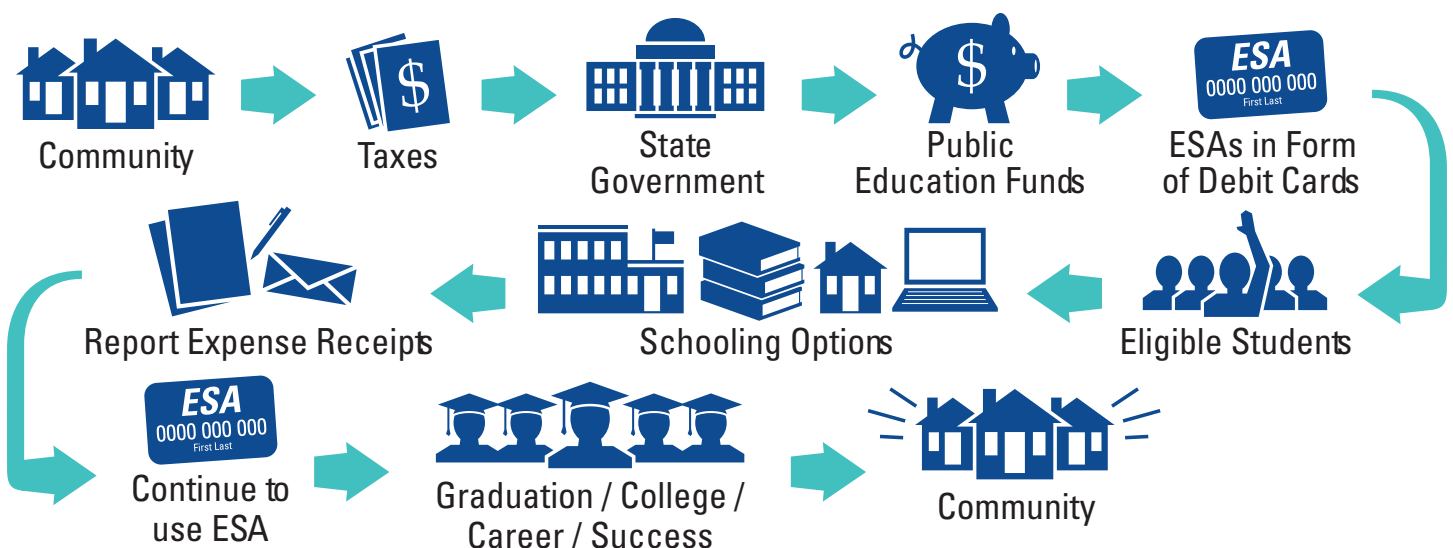 $
$
ESA
0000 000 000
First Last
Community
Taxes
State
Government
Public
Education Funds
ESAs in Form
of Debit Cards
Eligible Students
Schooling Options
Report Expense Receipts
ESA
0000 000 000
First Last
Continue to
use ESA
Graduation / College /
Career / Success
Community